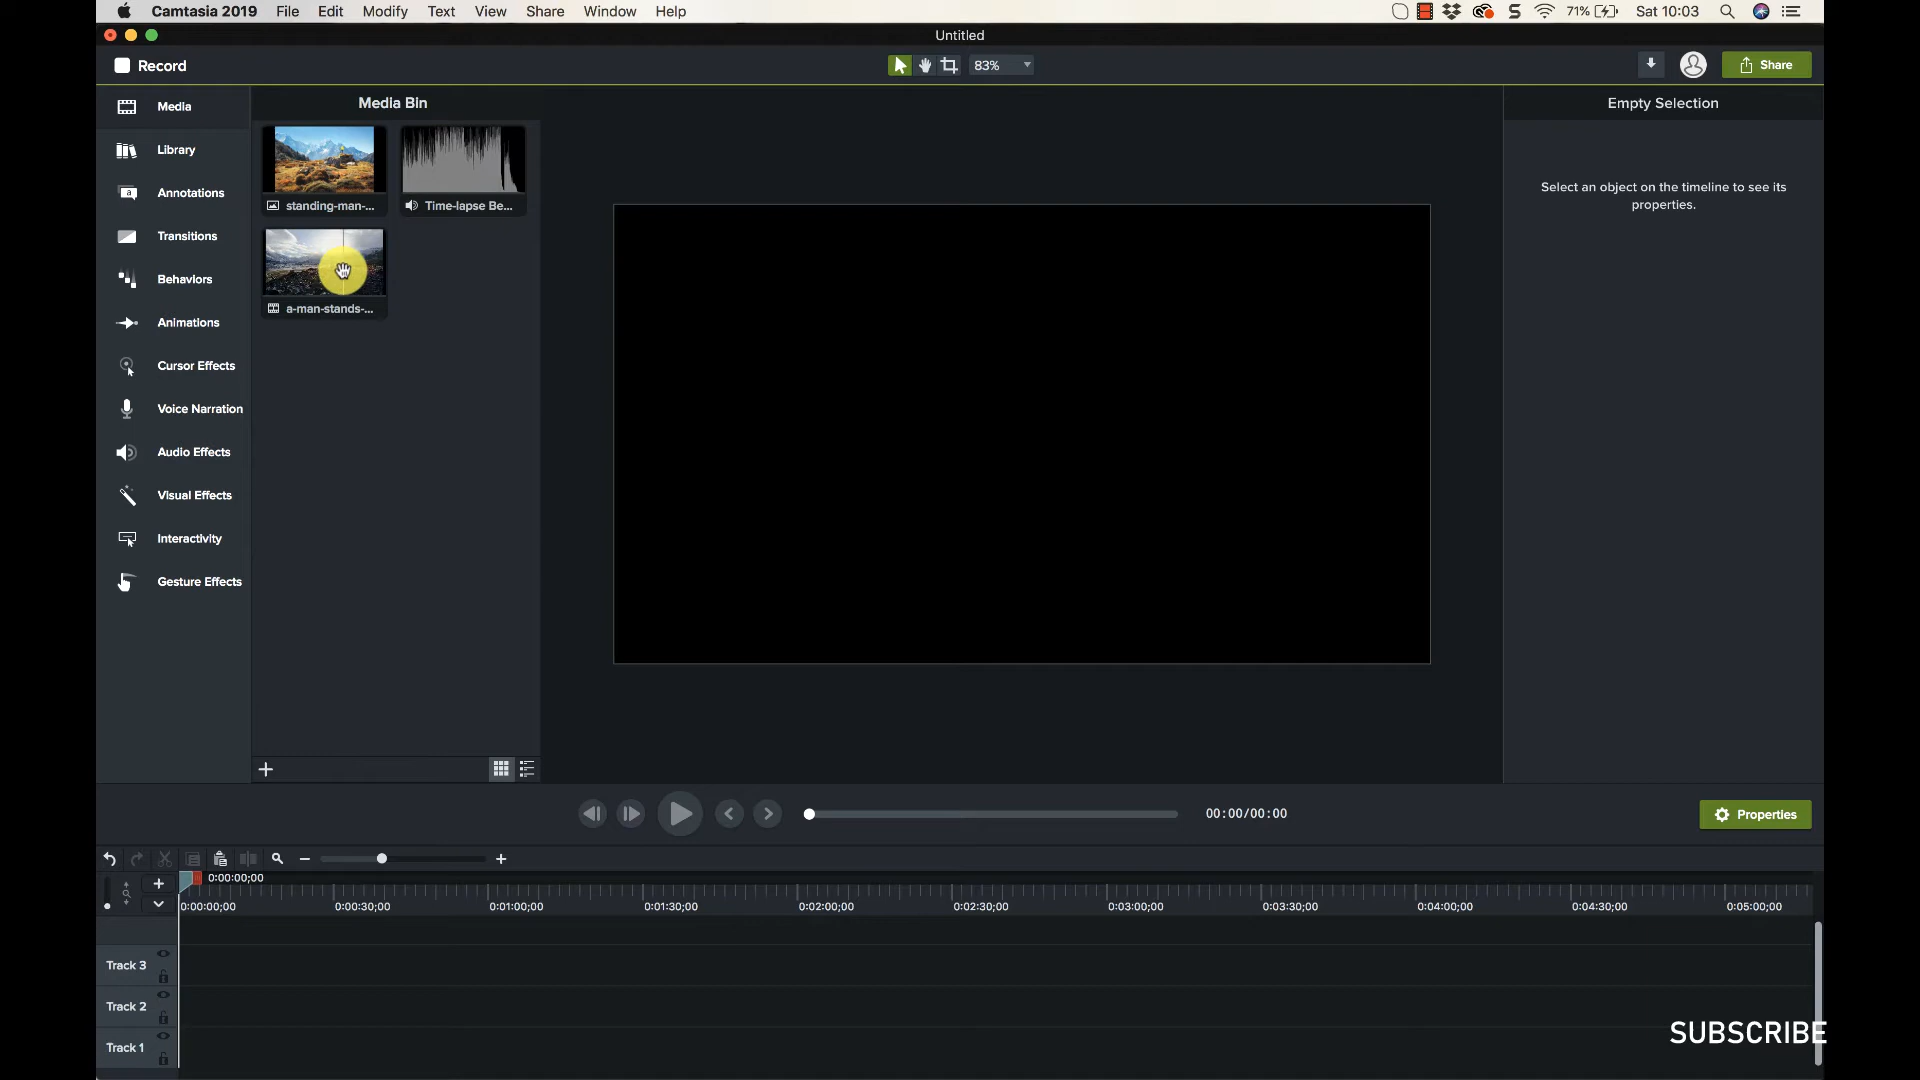 Camtasia 2019 File Edit Modify Text View Share Window Help
71% Sat 10:03
Untitled
Record
83%
Share
Media
Library
Annotations
Transitions
Behaviors
Animations
Cursor Effects
Voice Narration
Audio Effects
Visual Effects
Interactivity
Gesture Effects
Media Bin
standing-man-...
Time-lapse Be...
a-man-stands-...
Empty Selection
Select an object on the timeline to see its
properties.
00:00/00:00
Properties
0:00:00;00
0:00:00;00 0:00:30;00 0:01:00;00 0:01:30;00 0:02:00;00 0:02:30;00 0:03:00;00 0:03:30;00 0:04:00;00 0:04:30;00 0:05:00;00
Track 3
Track 2
Track 1
SUBSCRIBE